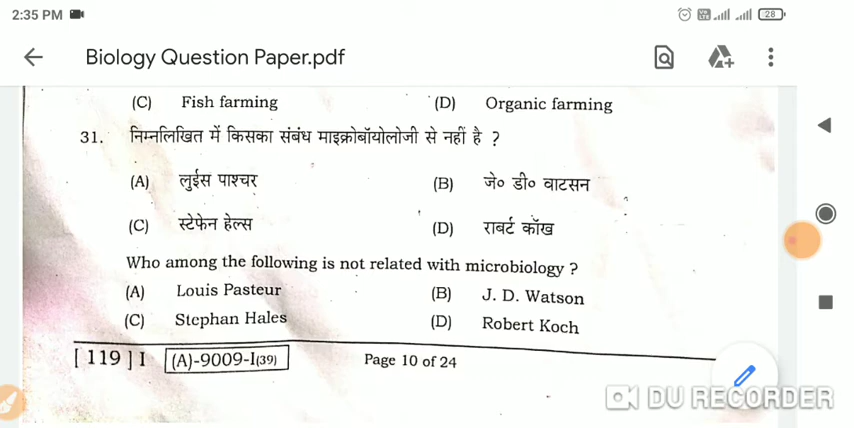 2:35 PM
28
Biology Question Paper.pdf
(C) Fish farming (D) Organic farming
31. निम्नलिखित में किसका संबंध माइक्रोबॉयोलोजी से नहीं है ?
(A) लुईस पाश्चर (B) जे० डी० वाटसन
(C) स्टेफेन हेल्स (D) राबर्ट कॉख
Who among the following is not related with microbiology ?
(A) Louis Pasteur (B) J. D. Watson
(C) Stephan Hales (D) Robert Koch
[ 119 ] I (A)-9009-I(39) Page 10 of 24
DU RECORDER